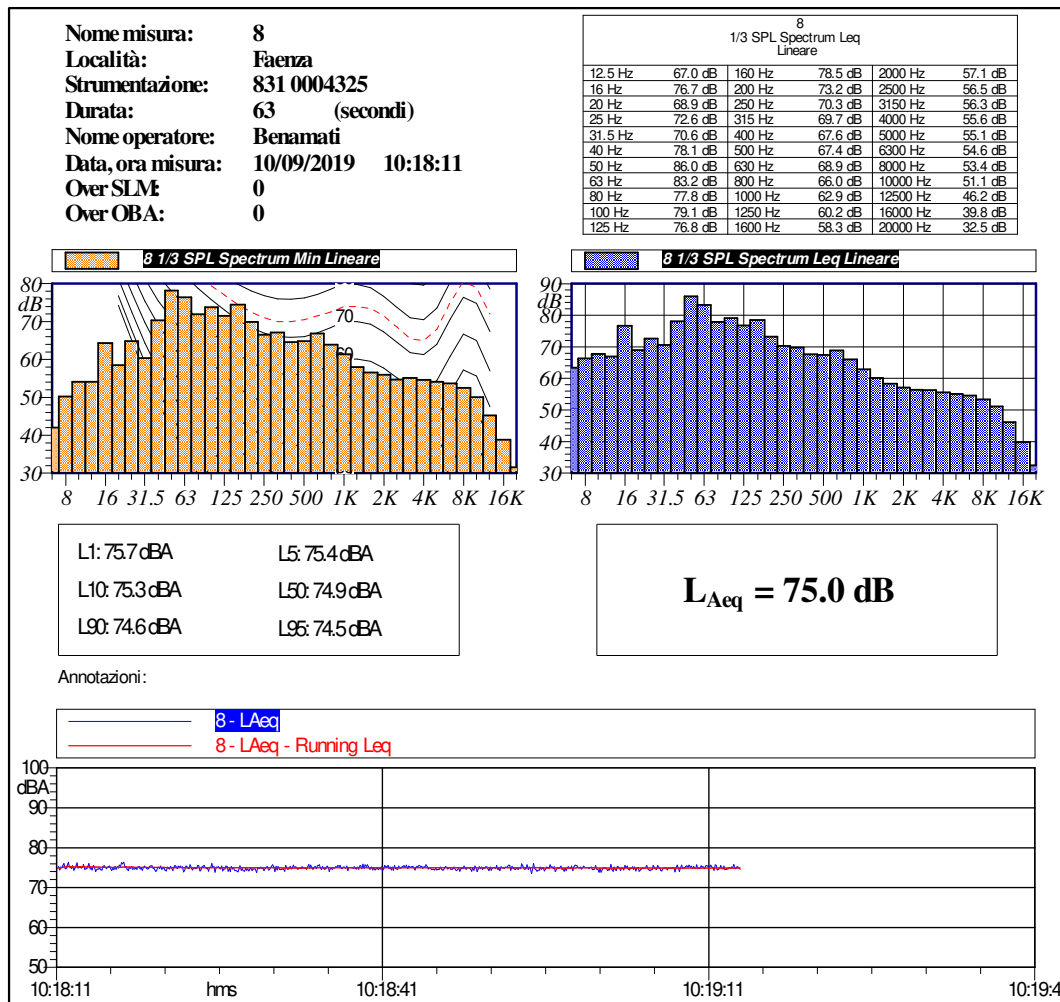 Nome misura: 8
Località: Faenza
Strumentazione: 831 0004325
Durata: 63 (secondi)
Nome operatore: Benamati
Data, ora misura: 10/09/2019 10:18:11
Over SLM: 0
Over OBA: 0
8
1/3 SPL Spectrum Leq
Lineare
12.5 Hz 67.0 dB 160 Hz 78.5 dB 2000 Hz 57.1 dB
16 Hz 76.7 dB 200 Hz 73.2 dB 2500 Hz 56.5 dB
20 Hz 68.9 dB 250 Hz 70.3 dB 3150 Hz 56.3 dB
25 Hz 72.6 dB 315 Hz 69.7 dB 4000 Hz 55.6 dB
31.5 Hz 70.6 dB 400 Hz 67.6 dB 5000 Hz 55.1 dB
40 Hz 78.1 dB 500 Hz 67.4 dB 6300 Hz 54.6 dB
50 Hz 86.0 dB 630 Hz 68.9 dB 8000 Hz 53.4 dB
63 Hz 83.2 dB 800 Hz 66.0 dB 10000 Hz 51.1 dB
80 Hz 77.8 dB 1000 Hz 62.9 dB 12500 Hz 46.2 dB
100 Hz 79.1 dB 1250 Hz 60.2 dB 16000 Hz 39.8 dB
125 Hz 76.8 dB 1600 Hz 58.3 dB 20000 Hz 32.5 dB
8 1/3 SPL Spectrum Min Lineare
80
dB
70
60
50
40
30
70
8 16 31.5 63 125 250 500 1K 2K 4K 8K 16K
8 1/3 SPL Spectrum Leq Lineare
90
dB
80
70
60
50
40
30
8 16 31.5 63 125 250 500 1K 2K 4K 8K 16K
L1: 75.7 dBA L5: 75.4 dBA
L10: 75.3 dBA L50: 74.9 dBA
L90: 74.6 dBA L95: 74.5 dBA
LAeq = 75.0 dB
Annotazioni:
8 - LAeq
8 - LAeq - Running Leq
100
dBA
90
80
70
60
50
10:18:11 hms 10:18:41 10:19:11 10:19:4